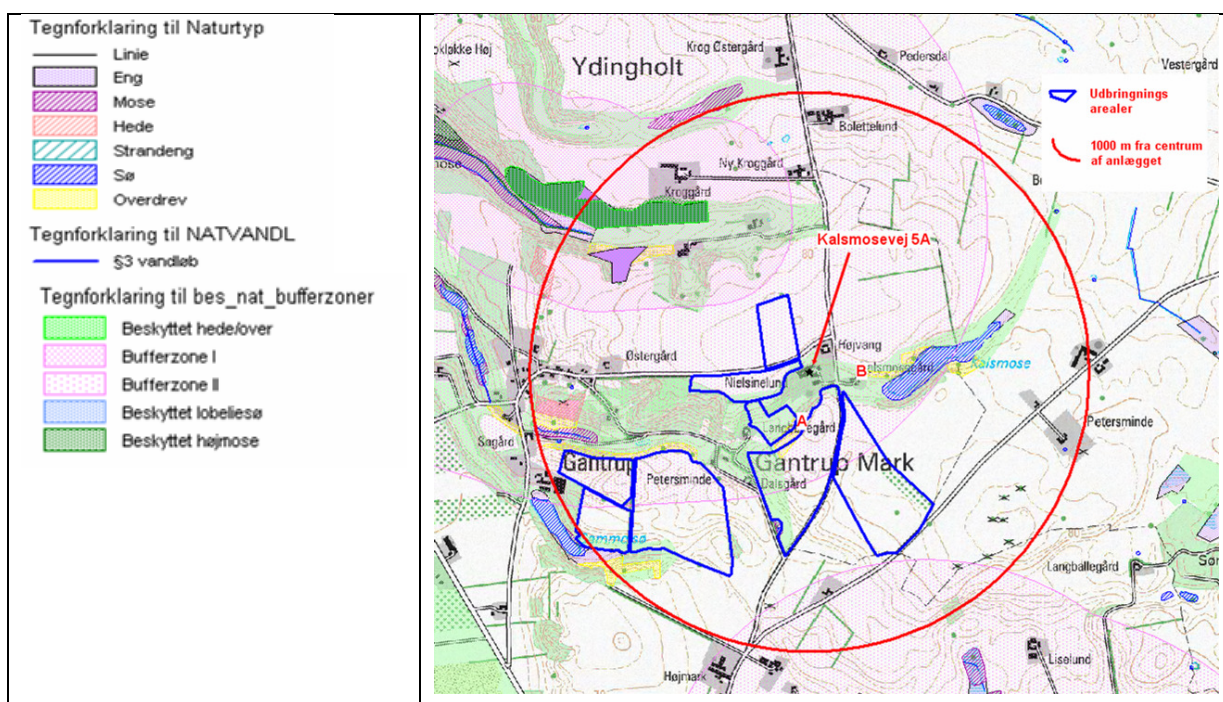 Tegnforklaring til Naturtyp
Linie
Eng
Mose
Hede
Strandeng
Sø
Overdrev
Tegnforklaring til NATVANDL
§3 vandløb
Tegnforklaring til bes_nat_bufferzoner
Beskyttet hede/over
Bufferzone I
Bufferzone II
Beskyttet lobeliesø
Beskyttet højmose
Krog Østergård
Pedersdal
Vestergård
Ydingholt
Udbringnings
arealer
Bolettelund
1000 m fra centrum
af anlægget
Ny Kroggård
Kroggård
Kalsmosevej 5A
Højvang
Østergård
B
Kalsmose
Nielsinelund
A
Petersminde
Søgård
Gantrup
Gantrup Mark
Petersminde
Dalsgård
Langballegård
Højmark
Liselund